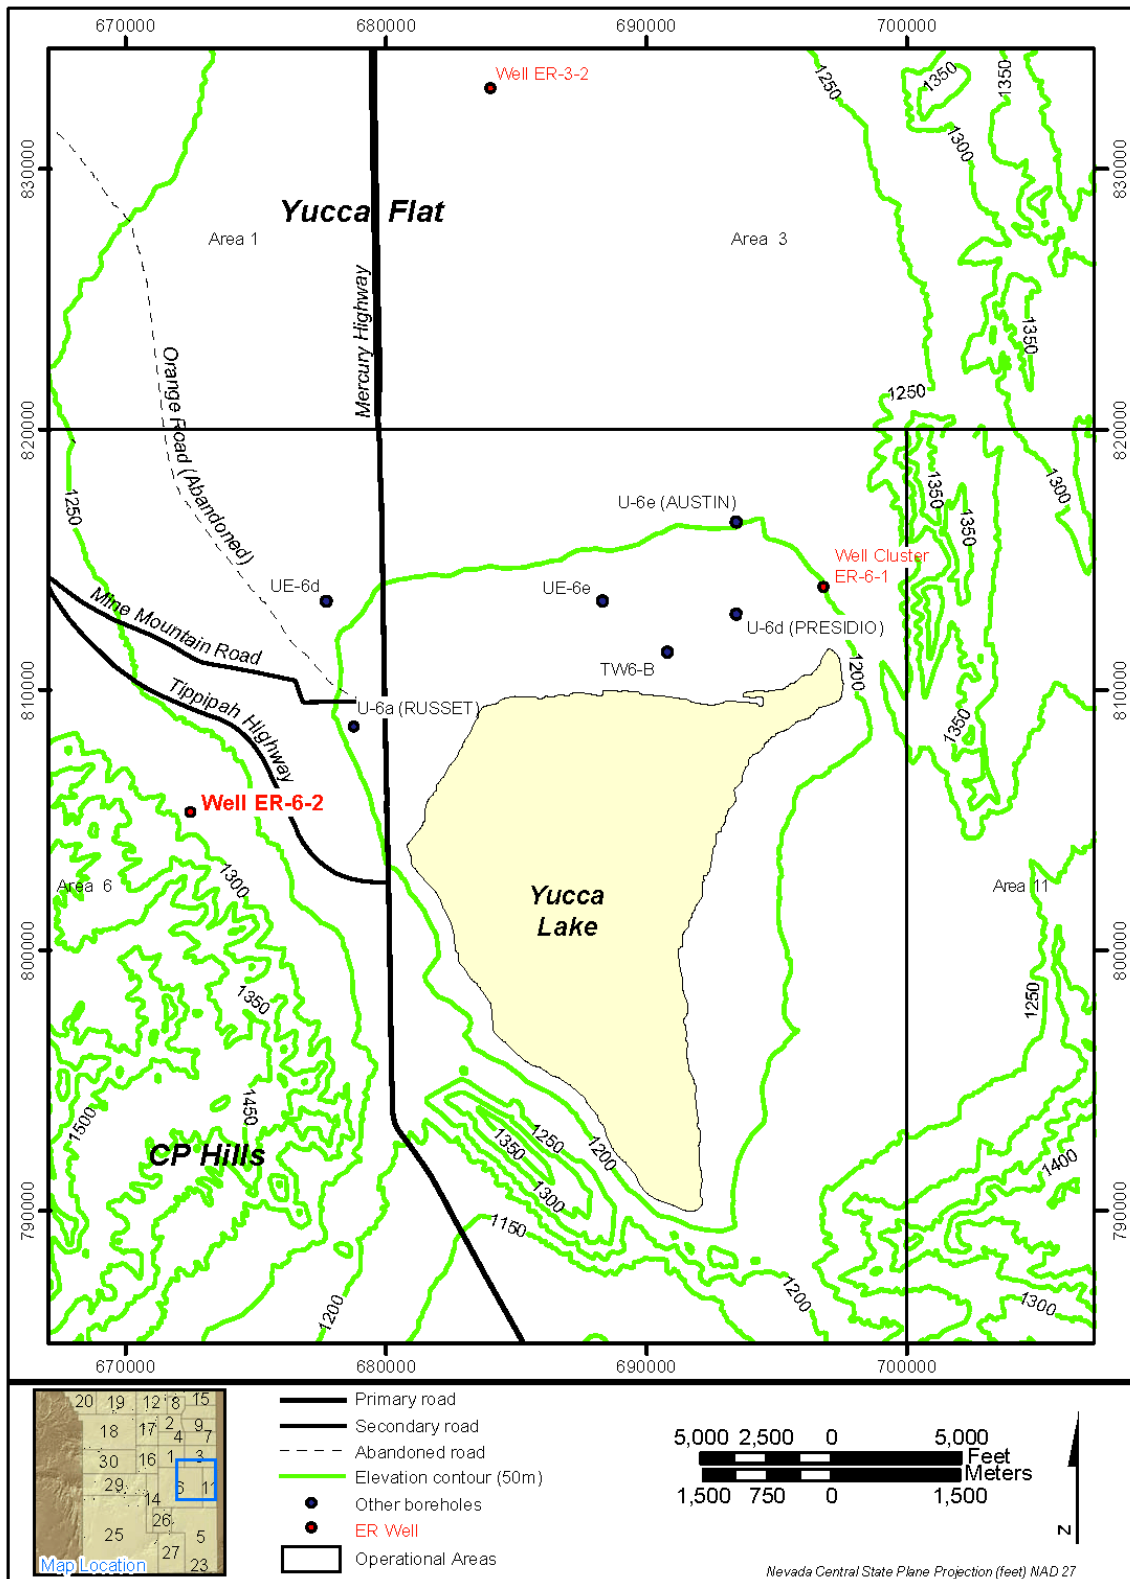 670000
680000
690000
700000
Well ER-3-2
1250
1350
1350
1300
830000
830000
Yucca Flat
Area 1
Area 3
Mercury Highway
Orange Road (Abandoned)
1350
1250
820000
820000
1250
U-6e (AUSTIN)
1350
1350
1300
Well Cluster
ER-6-1
UE-6d
UE-6e
U-6d (PRESIDIO)
Mine Mountain Road
TW6-B
1200
810000
810000
Tippipah Highway
U-6a (RUSSET)
1350
Well ER-6-2
1300
Area 6
Area 11
Yucca
Lake
800000
800000
1350
1250
1500
1450
CP Hills
1250
1350
1300
1200
1400
790000
790000
1150
1200
1200
1300
670000
680000
690000
700000
20 19 12 8 15
18 17 2 9
4 7
30 16 1 3
29 6 11
14
26
25 5
27
23
Map Location
Primary road
Secondary road
Abandoned road
Elevation contour (50m)
Other boreholes
ER Well
Operational Areas
5,000 2,500 0 5,000
Feet
Meters
1,500 750 0 1,500
N
Nevada Central State Plane Projection (feet) NAD 27